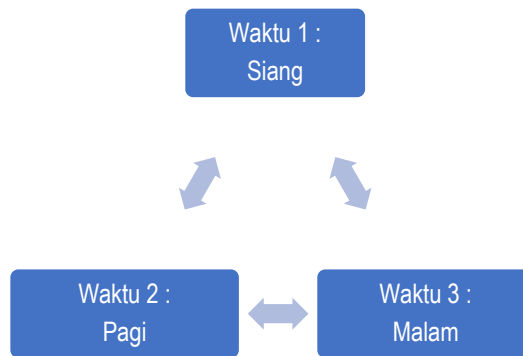 Waktu 1 :
Siang
Waktu 2 :
Pagi
Waktu 3 :
Malam